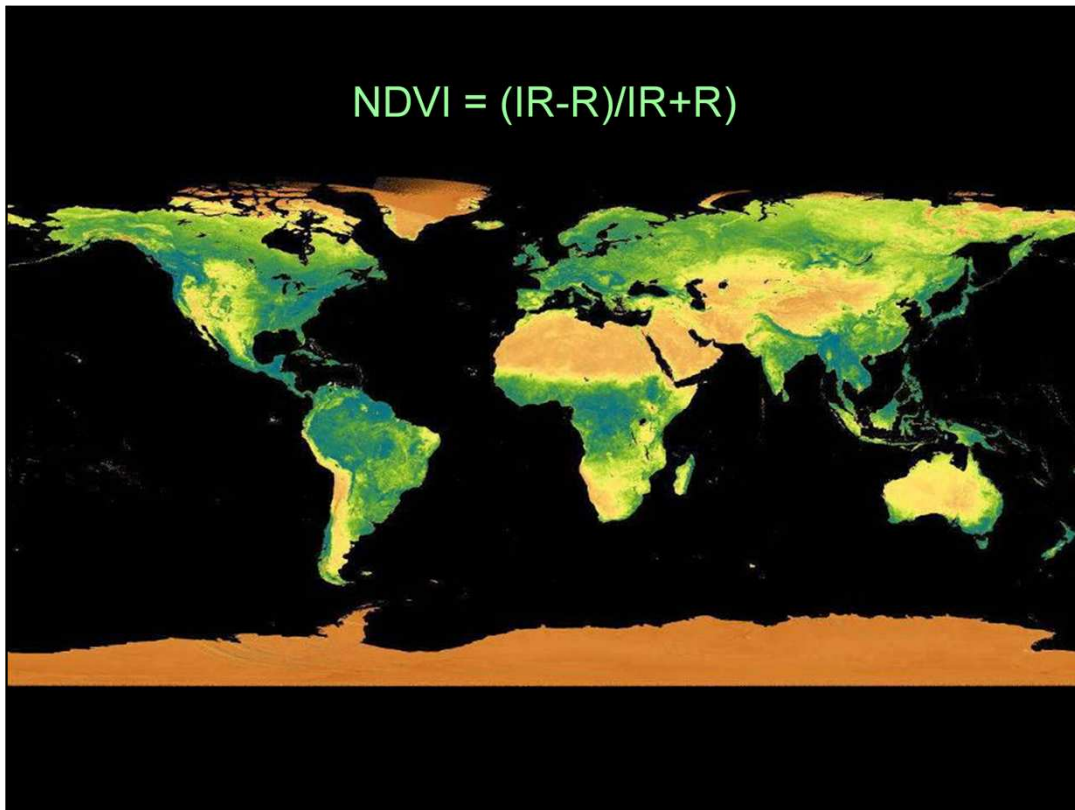 NDVI = (IR-R)/IR+R)